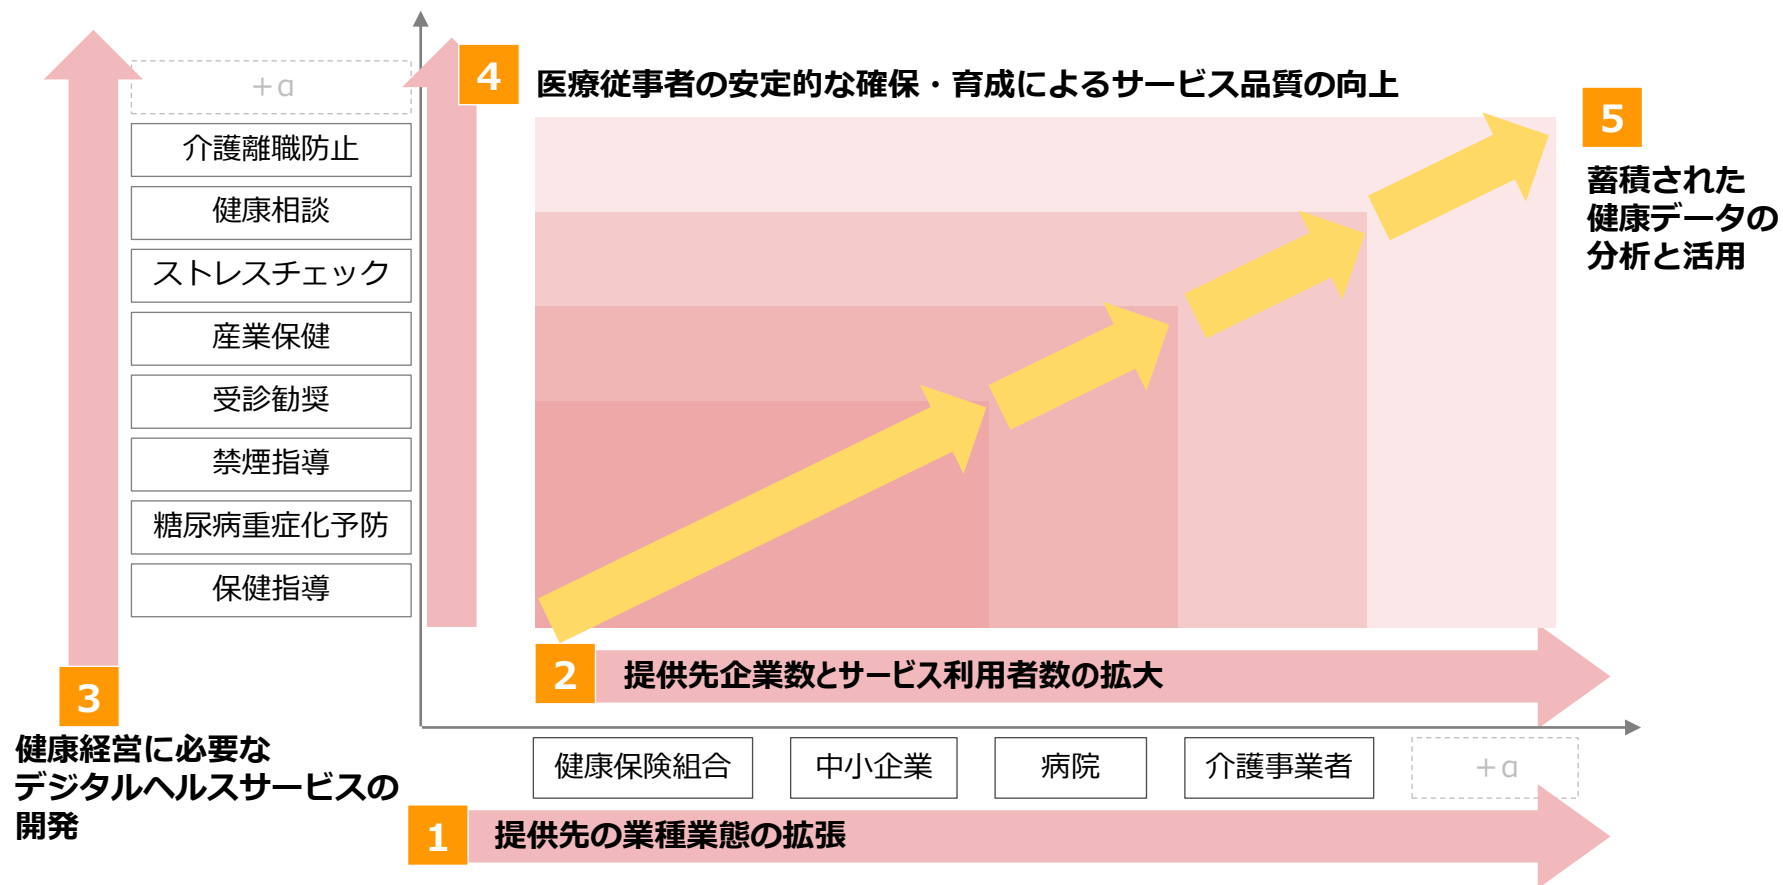 4
医療従事者の安定的な確保・育成によるサービス品質の向上
5
蓄積された
健康データの
分析と活用
+α
介護離職防止
健康相談
ストレスチェック
産業保健
受診勧奨
禁煙指導
糖尿病重症化予防
保健指導
3
健康経営に必要な
デジタルヘルスサービスの
開発
2
提供先企業数とサービス利用者数の拡大
健康保険組合
中小企業
病院
介護事業者
+α
1
提供先の業種業態の拡張